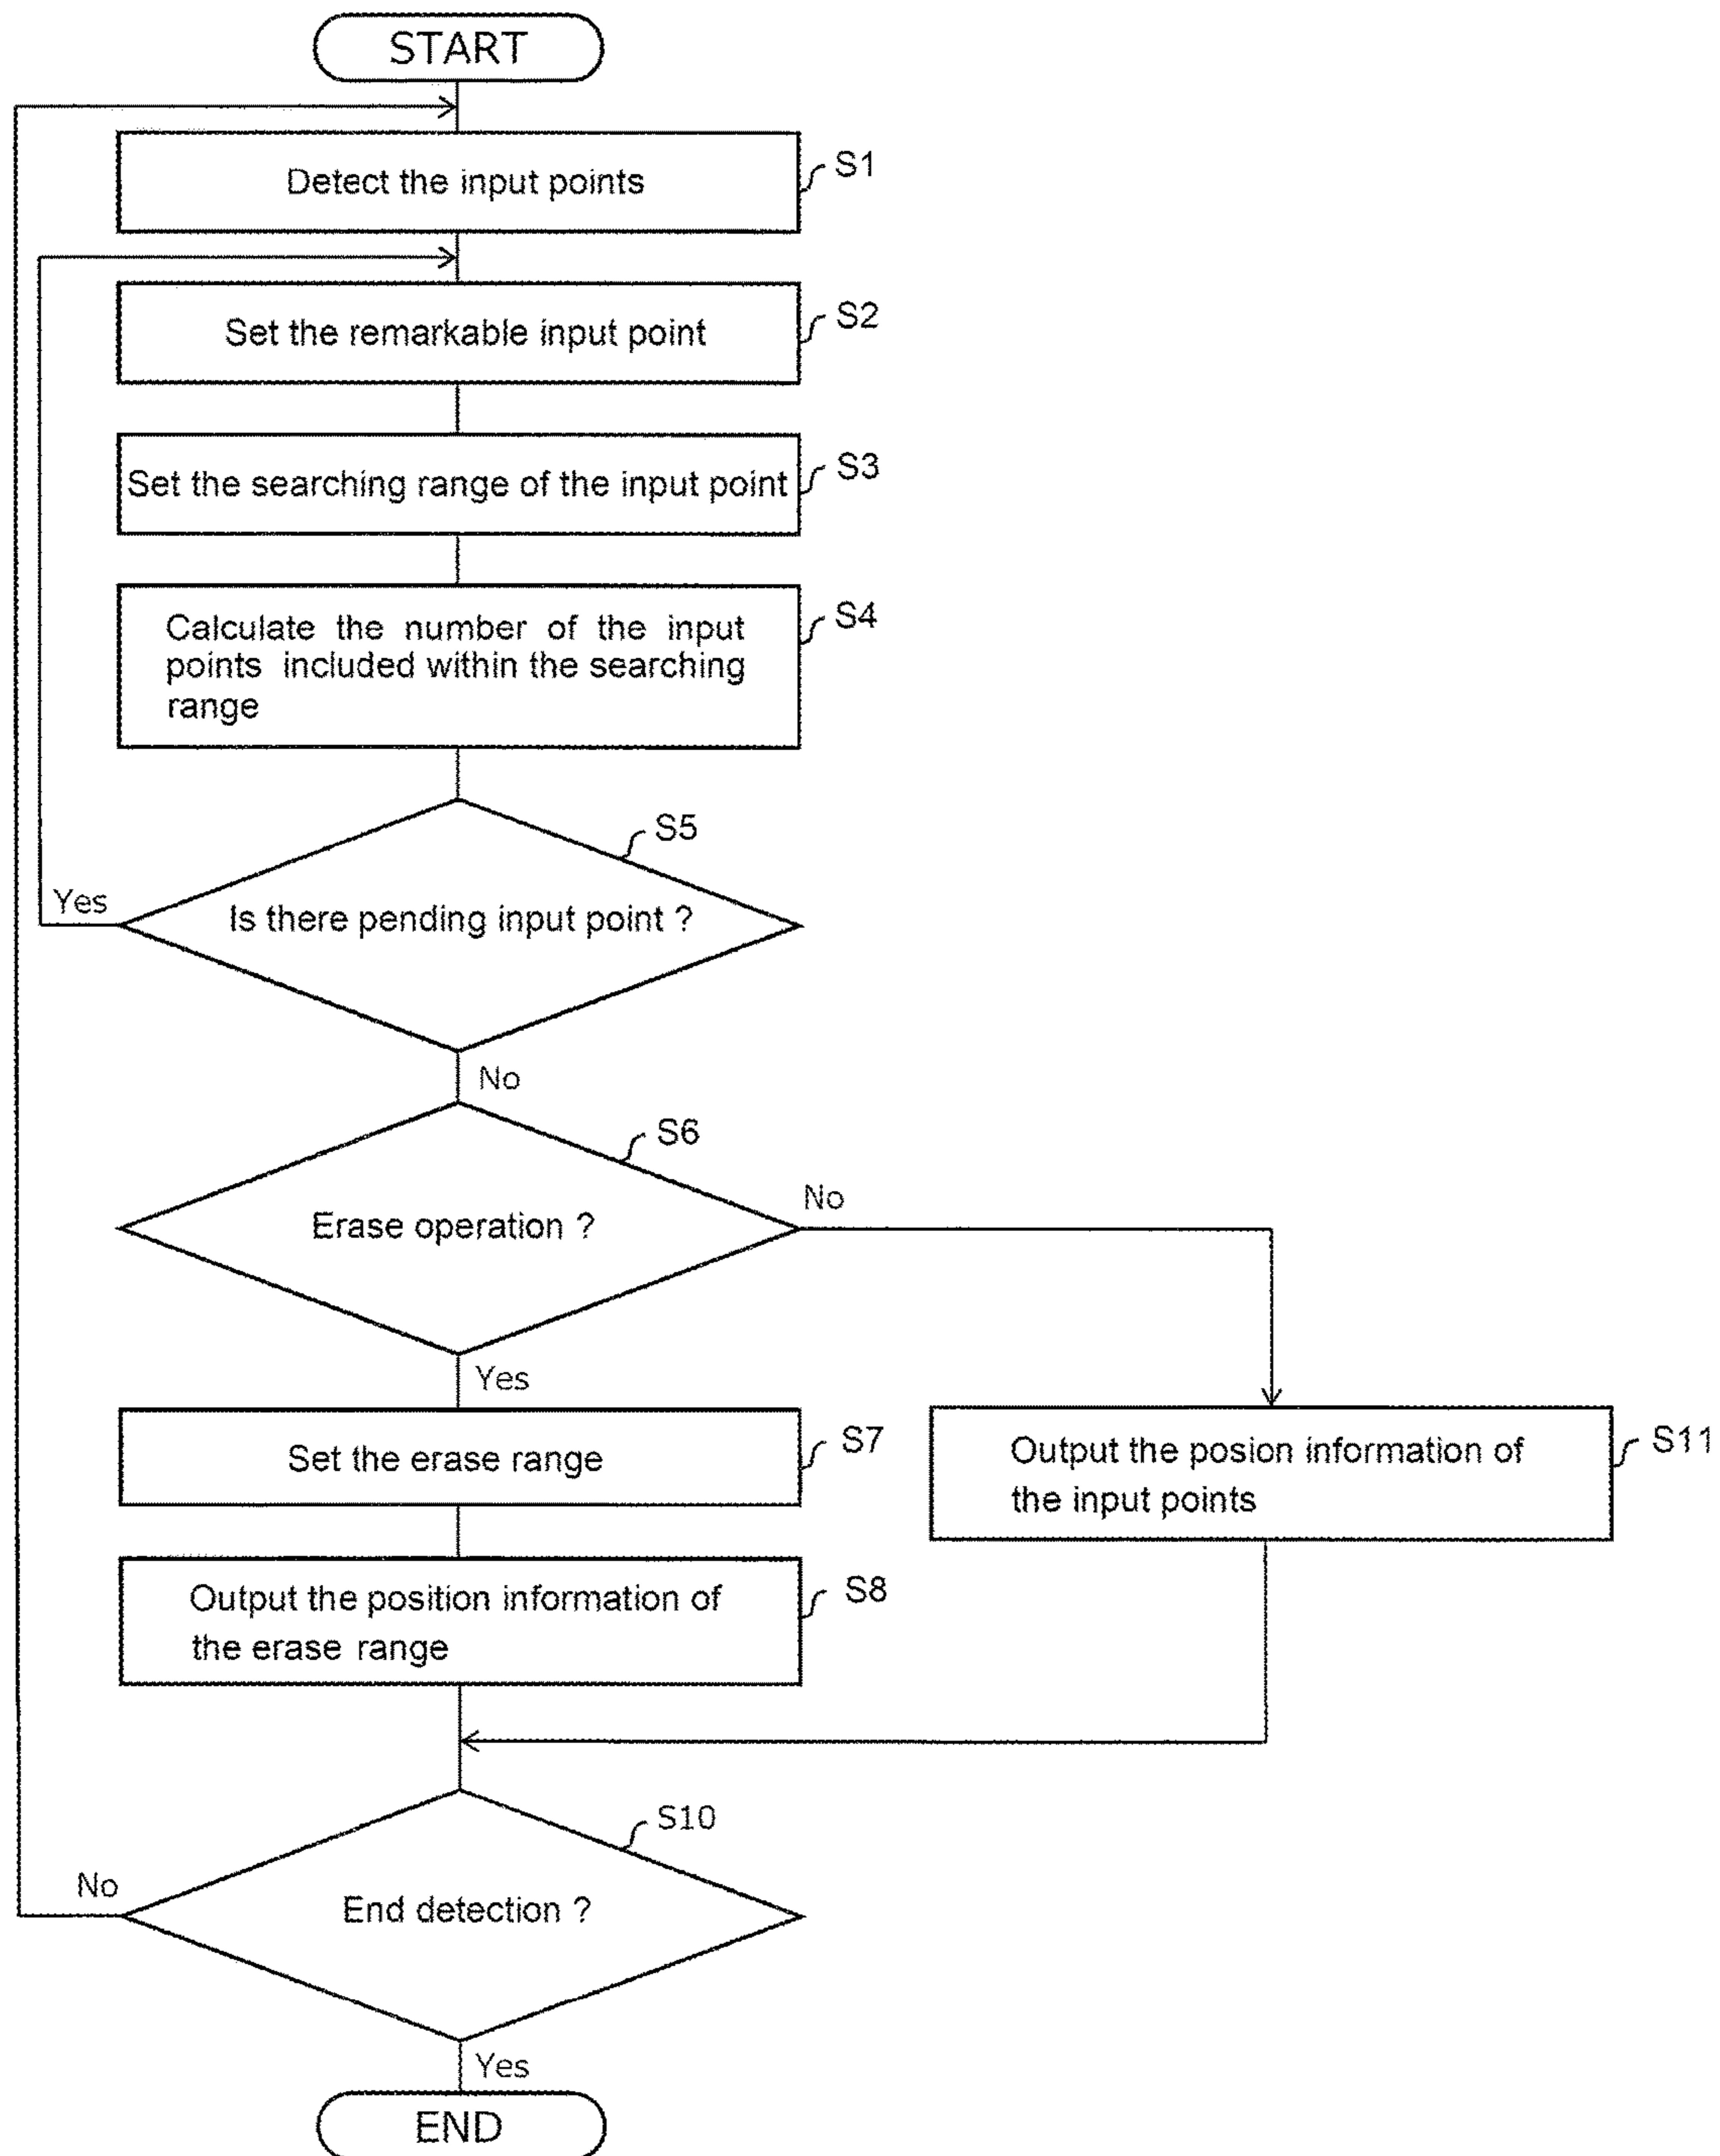 START
Detect the input points
S1
Set the remarkable input point
S2
Set the searching range of the input point
S3
Calculate the number of the input
points included within the searching
range
S4
S5
Is there pending input point ?
Yes
No
S6
Erase operation ?
No
Yes
Set the erase range
S7
Output the posion information of
the input points
S11
Output the position information of
the erase range
S8
S10
End detection ?
No
Yes
END